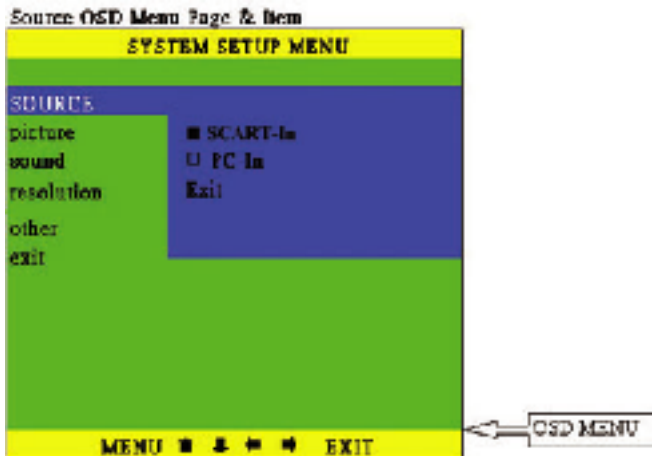 Source OSD Menu Page & Item
SYSTEM SETUP MENU
SOURCE
picture
■ SCART-In
sound
□ PC In
resolution
Exit
other
exit
MENU ⬆ ⬇ ⬅ ➡ EXIT
OSD MENU